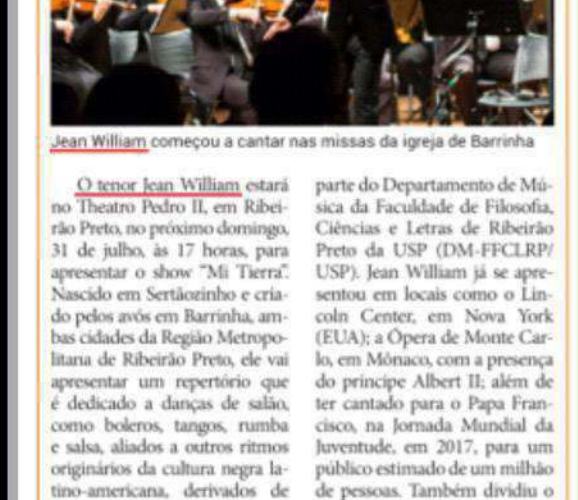 Jean William começou a cantar nas missas da igreja de Barrinha
O tenor Jean William estará
no Theatro Pedro II, em Ribei-
rão Preto, no próximo domingo,
31 de julho, às 17 horas, para
apresentar o show "Mi Tierra".
Nascido em Sertãozinho e cria-
do pelos avós em Barrinha, am-
bas cidades da Região Metropo-
litana de Ribeirão Preto, ele vai
apresentar um repertório que
é dedicado a danças de salão,
como boleros, tangos, rumba
e salsa, aliados a outros ritmos
originários da cultura negra la-
tino-americana, derivados de
parte do Departamento de Mú-
sica da Faculdade de Filosofia,
Ciências e Letras de Ribeirão
Preto da USP (DM-FFCLRP/
USP). Jean William já se apre-
sentou em locais como o Lin-
coln Center, em Nova York
(EUA); a Ópera de Monte Car-
lo, em Mônaco, com a presença
do príncipe Albert II; além de
ter cantado para o Papa Fran-
cisco, na Jornada Mundial da
Juventude, em 2017, para um
público estimado de um milhão
de pessoas. Também dividiu o